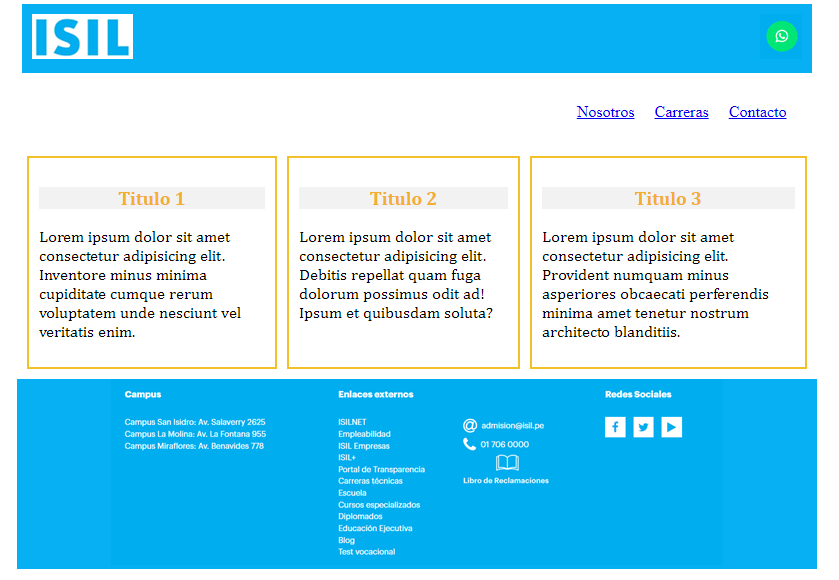 ISIL
Nosotros Carreras Contacto
Titulo 1
Lorem ipsum dolor sit amet
consectetur adipisicing elit.
Inventore minus minima
cupiditate cumque rerum
voluptatem unde nesciunt vel
veritatis enim.
Titulo 2
Lorem ipsum dolor sit amet
consectetur adipisicing elit.
Debitis repellat quam fuga
dolorum possimus odit ad!
Ipsum et quibusdam soluta?
Titulo 3
Lorem ipsum dolor sit amet
consectetur adipisicing elit.
Provident numquam minus
asperiores obcaecati perferendis
minima amet tenetur nostrum
architecto blanditiis.
Campus
Campus San Isidro: Av. Salaverry 2625
Campus La Molina: Av. La Fontana 955
Campus Miraflores: Av. Benavides 778
Enlaces externos
ISILNET
Empleabilidad
ISIL Empresas
ISIL+
Portal de Transparencia
Carreras técnicas
Escuela
Cursos especializados
Diplomados
Educación Ejecutiva
Blog
Test vocacional
admision@isil.pe
01 706 0000
Libro de Reclamaciones
Redes Sociales